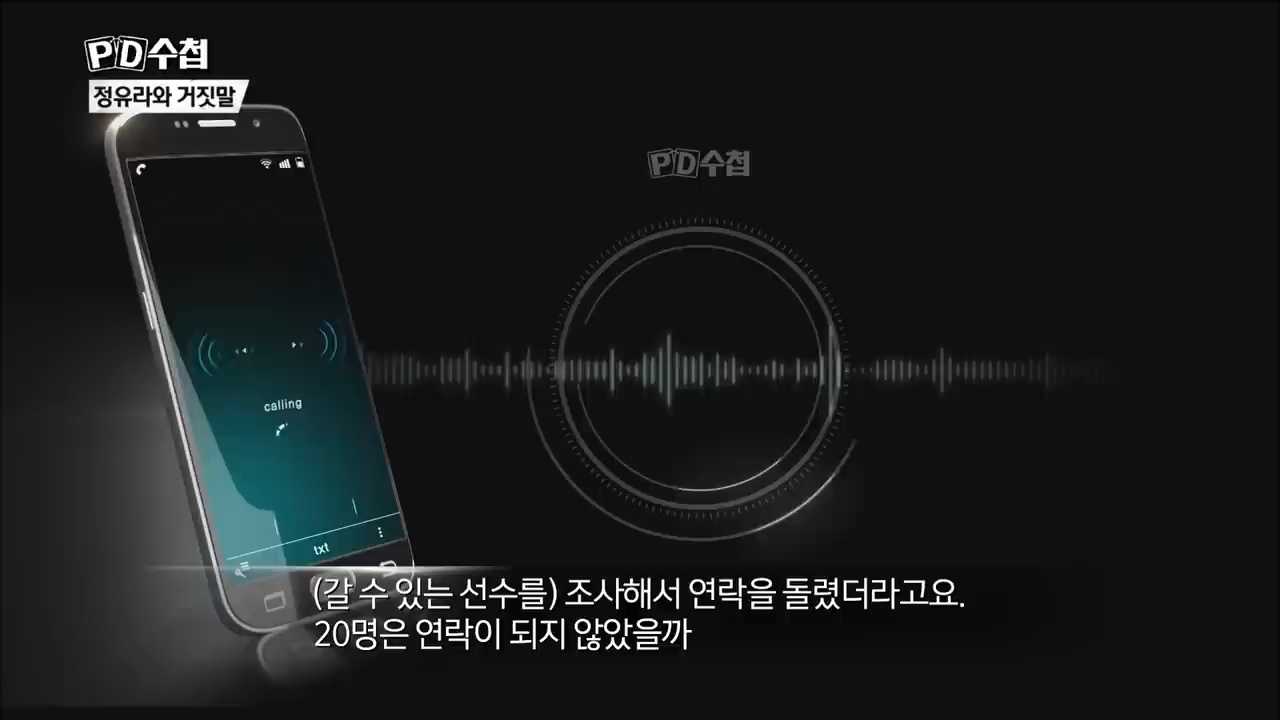 PD수첩
정유라와 거짓말
PD수첩
calling
txt
(갈 수 있는 선수를) 조사해서 연락을 돌렸더라고요.
20명은 연락이 되지 않았을까